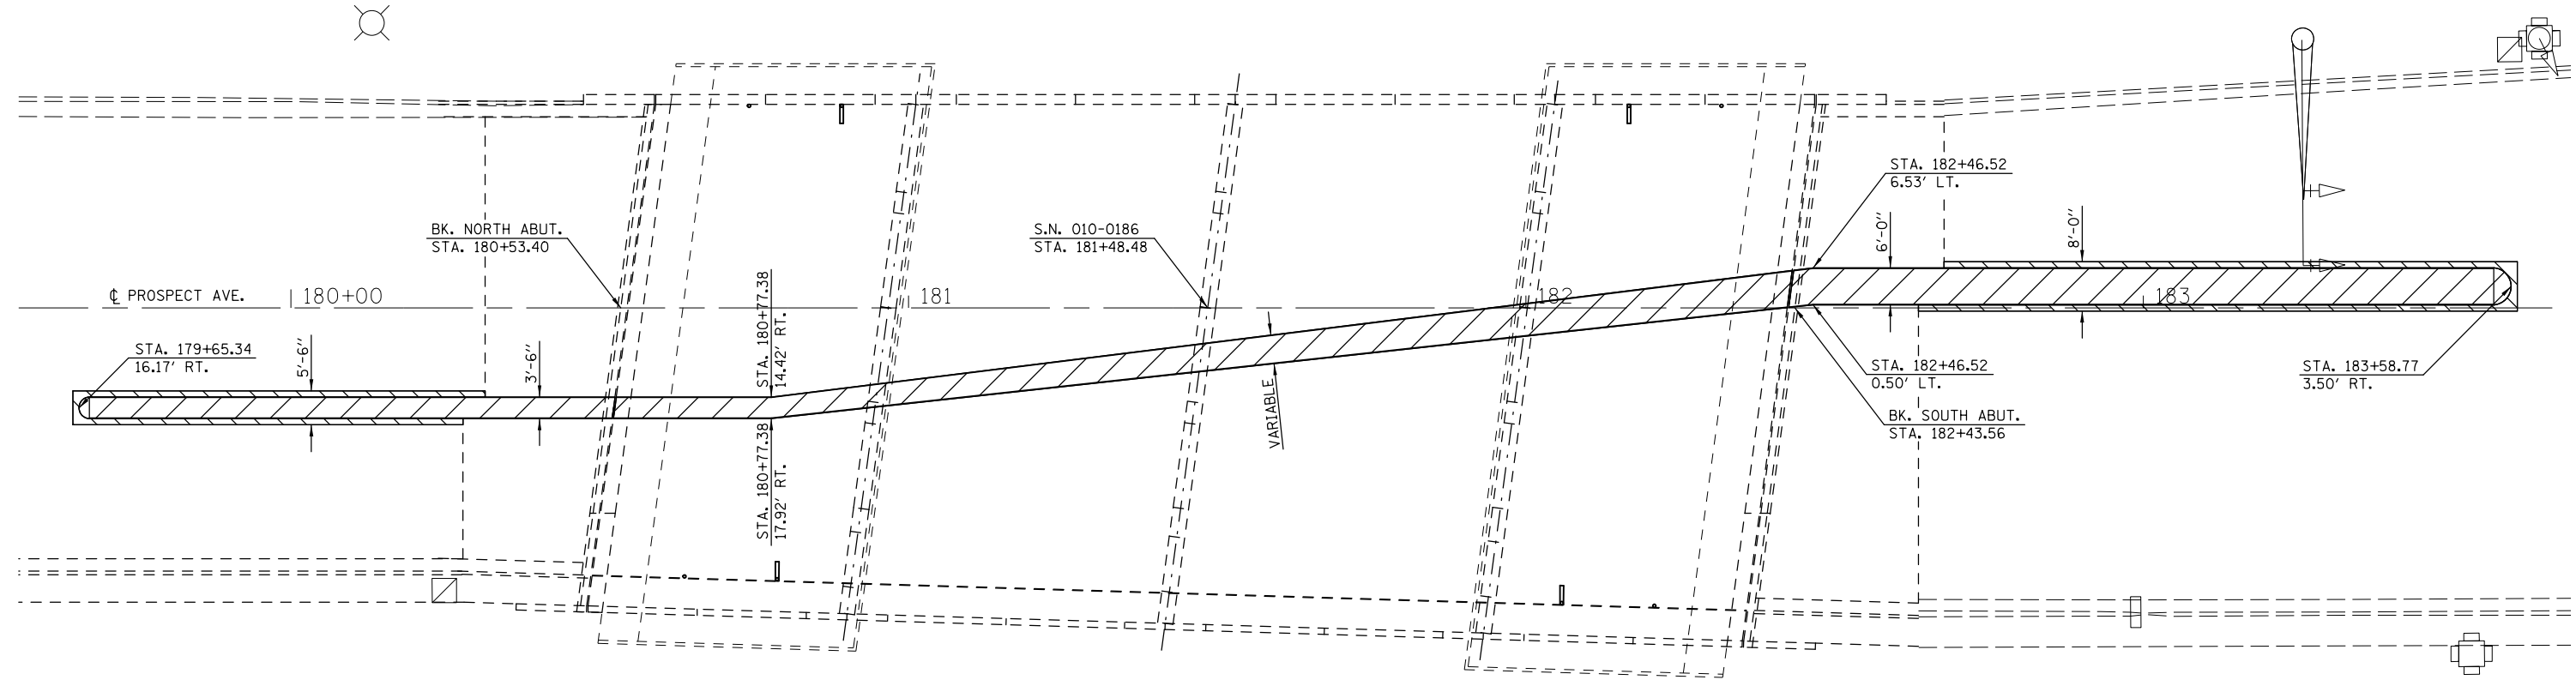 BK. NORTH ABUT.
STA. 180+53.40
S.N. 010-0186
STA. 181+48.48
STA. 182+46.52
6.53' LT.
6'-0"
8'-0"
℄ PROSPECT AVE.
180+00
181
182
183
STA. 179+65.34
16.17' RT.
5'-6"
3'-6"
STA. 180+77.38
14.42' RT.
STA. 180+77.38
17.92' RT.
VARIABLE
STA. 182+46.52
0.50' LT.
BK. SOUTH ABUT.
STA. 182+43.56
STA. 183+58.77
3.50' RT.